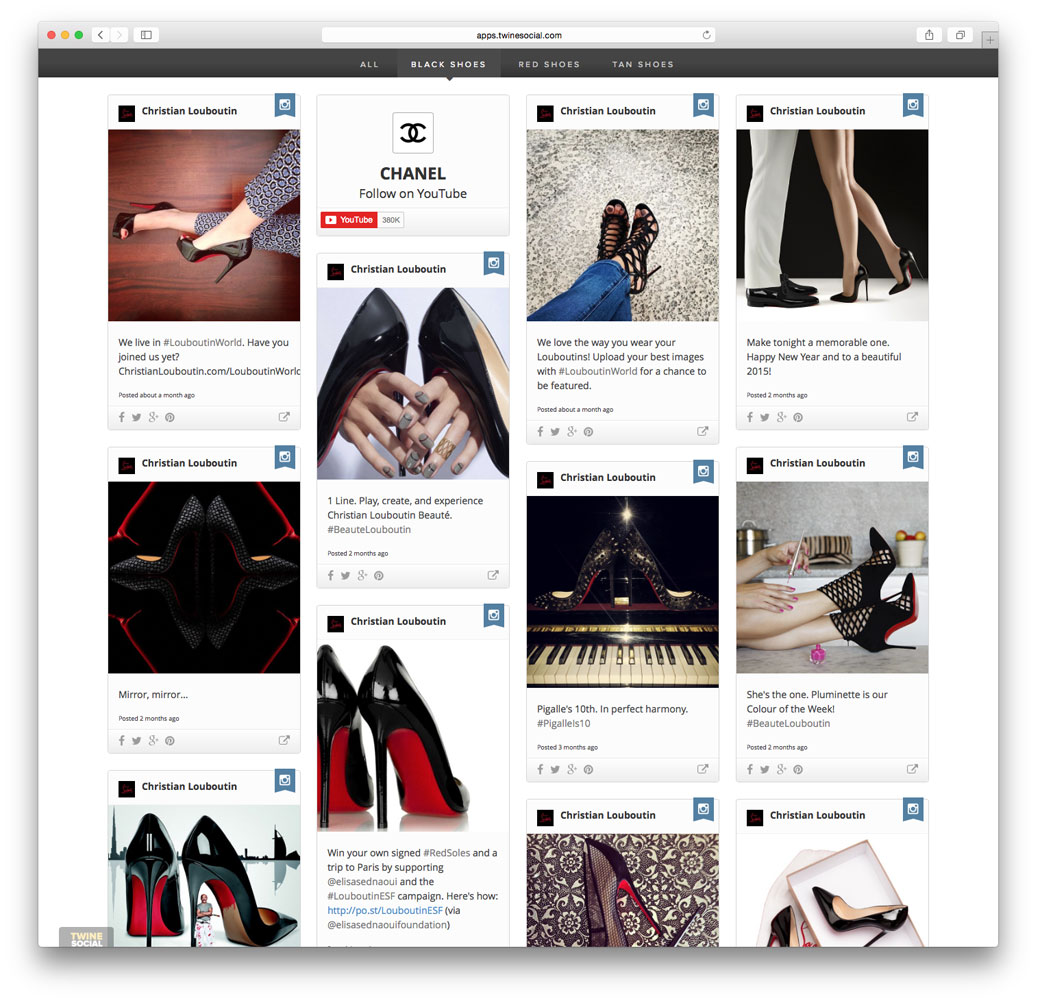 apps.twinesocial.com
ALL
BLACK SHOES
RED SHOES
TAN SHOES
Christian Louboutin
We live in #LouboutinWorld. Have you
joined us yet?
ChristianLouboutin.com/LouboutinWorld
Posted about a month ago
Christian Louboutin
Mirror, mirror...
Posted 2 months ago
Christian Louboutin
TWINE
SOCIAL
CHANEL
Follow on YouTube
YouTube 380K
Christian Louboutin
1 Line. Play, create, and experience
Christian Louboutin Beauté.
#BeauteLouboutin
Posted 2 months ago
Christian Louboutin
Win your own signed #RedSoles and a
trip to Paris by supporting
@elisasednaoui and the
#LouboutinESF campaign. Here's how:
http://po.st/LouboutinESF (via
@elisasednaouifoundation)
Christian Louboutin
We love the way you wear your
Louboutins! Upload your best images
with #LouboutinWorld for a chance to
be featured.
Posted about a month ago
Christian Louboutin
Pigalle's 10th. In perfect harmony.
#PigalleIs10
Posted 3 months ago
Christian Louboutin
Christian Louboutin
Make tonight a memorable one.
Happy New Year and to a beautiful
2015!
Posted 2 months ago
Christian Louboutin
She's the one. Pluminette is our
Colour of the Week!
#BeauteLouboutin
Posted 2 months ago
Christian Louboutin